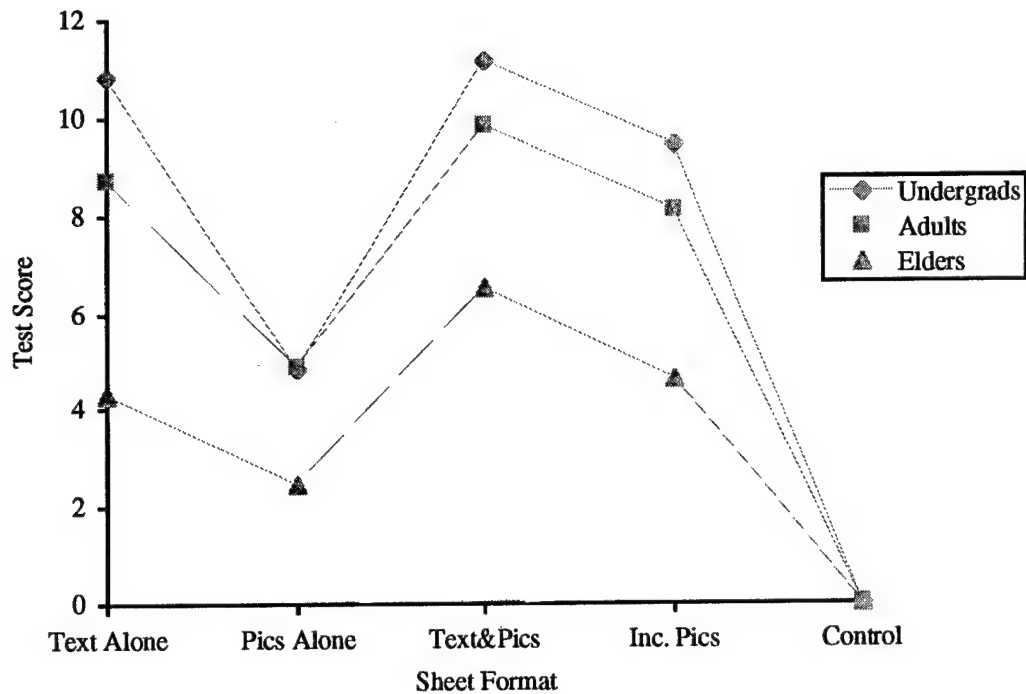 12
10
8
6
4
2
0
Test Score
Text Alone
Pics Alone
Text&Pics
Inc. Pics
Control
Sheet Format
Undergrads
Adults
Elders